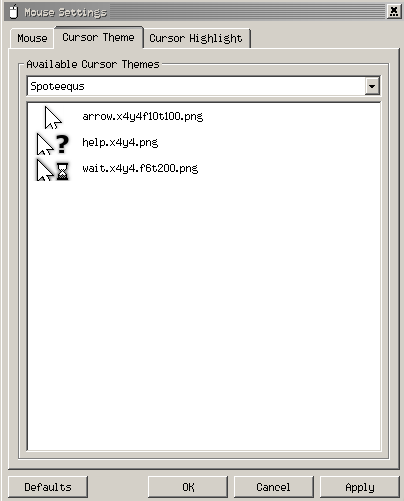 Mouse Settings
Mouse Cursor Theme Cursor Highlight
Available Cursor Themes
Spoteequs
arrow.x4y4f10t100.png
help.x4y4.png
wait.x4y4.f6t200.png
Defaults OK Cancel Apply